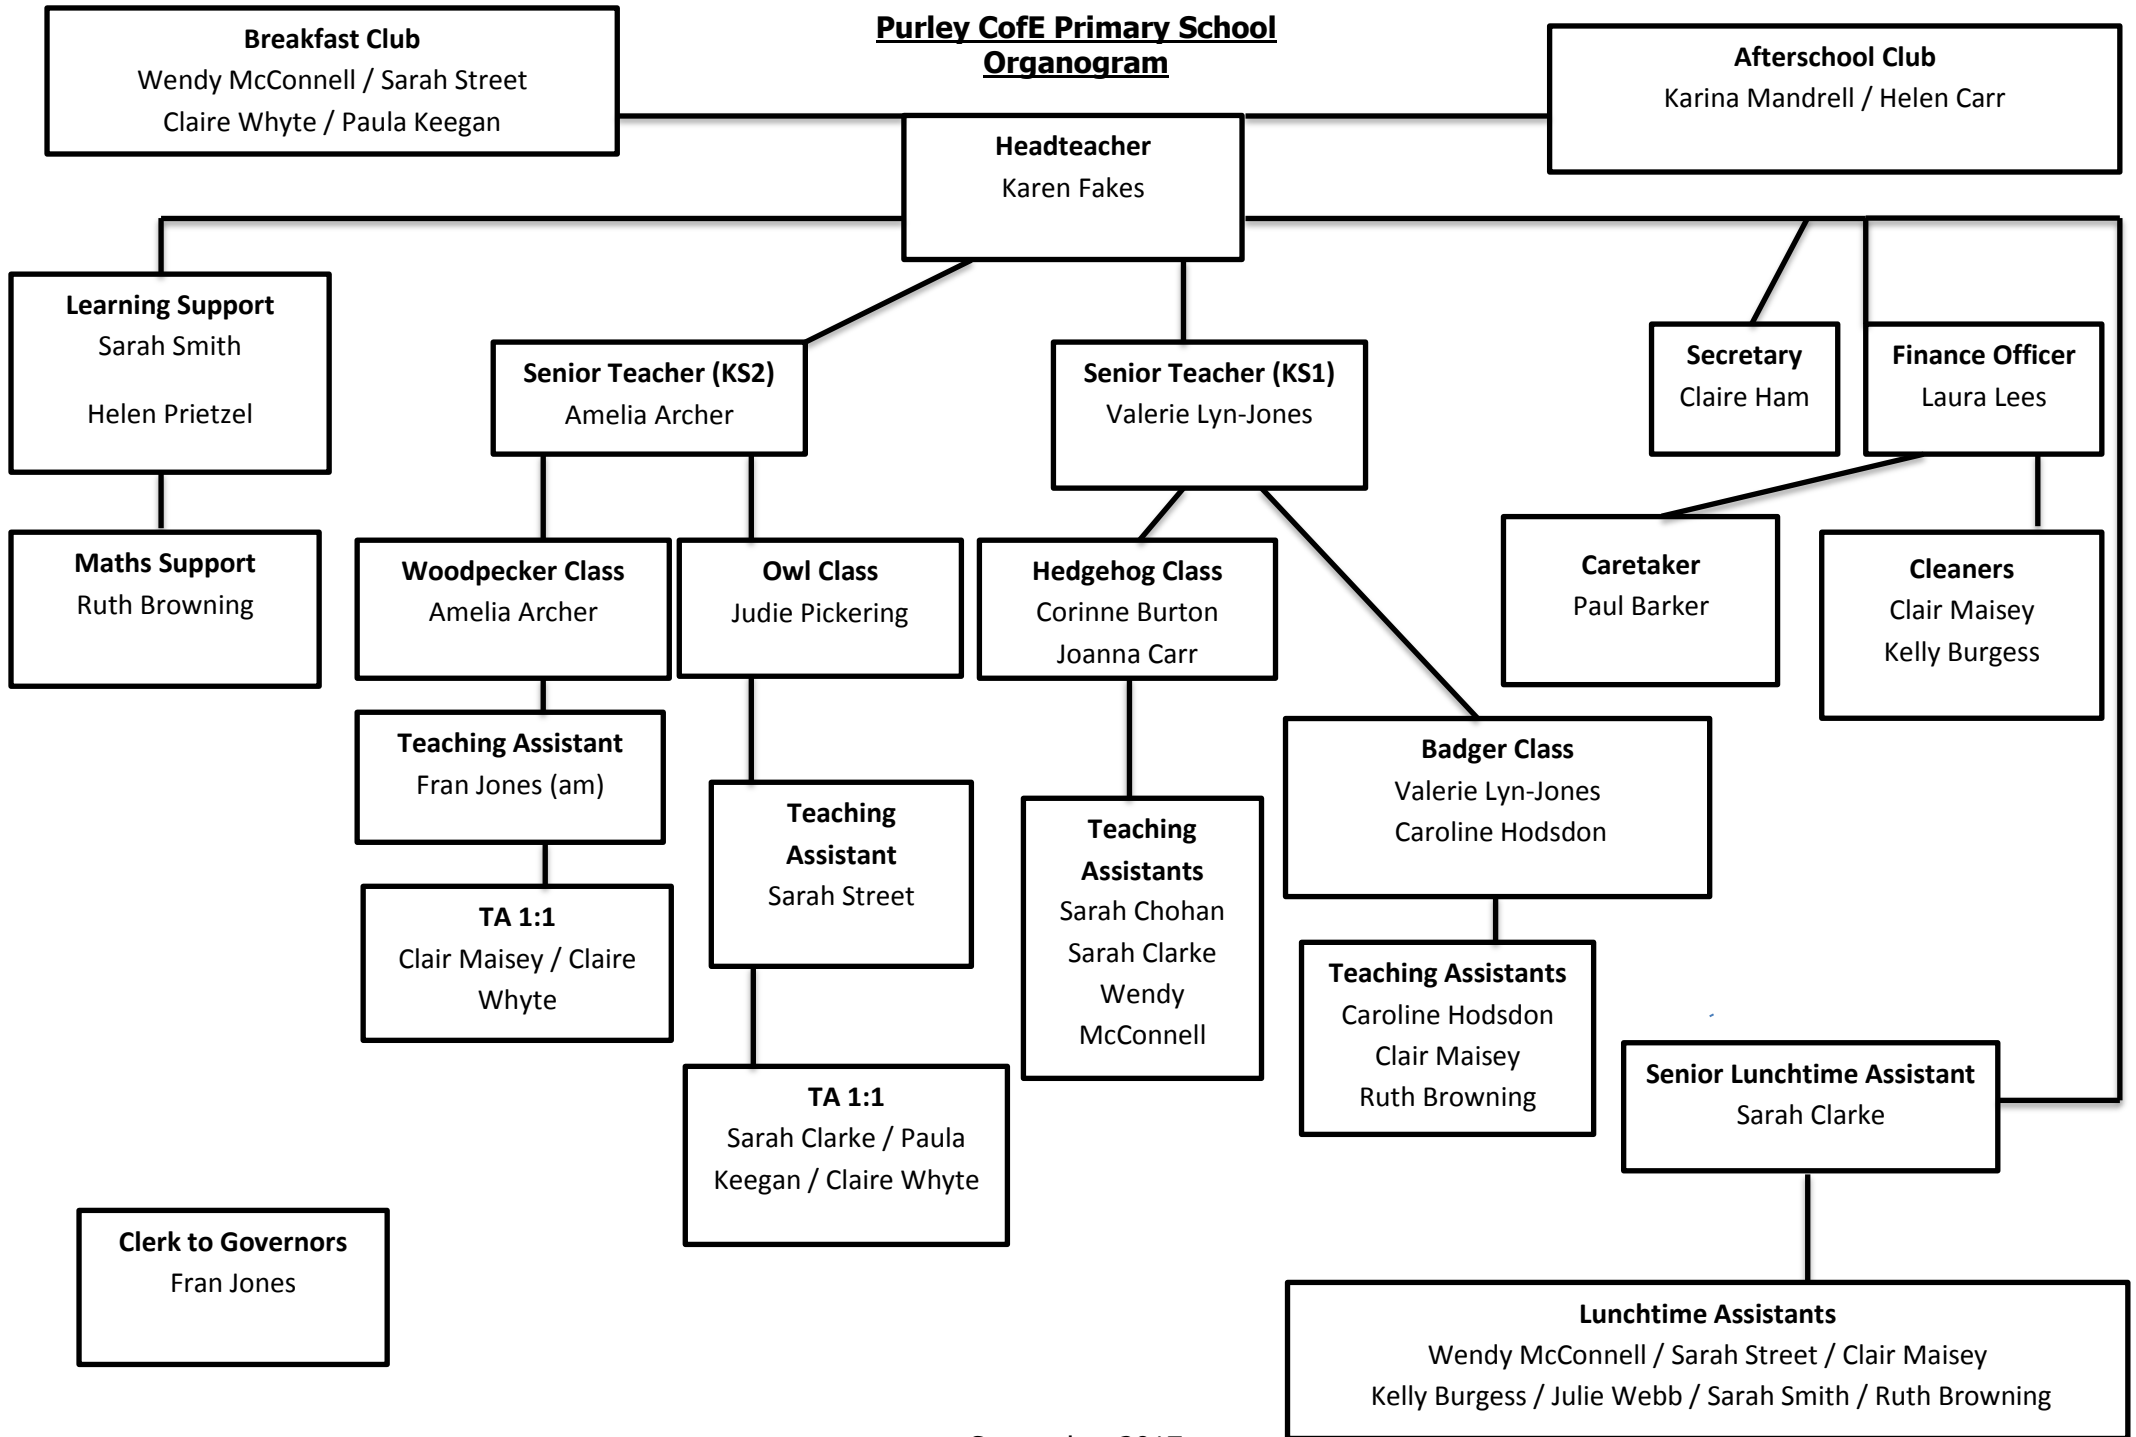 Purley CofE Primary School
Organogram
Breakfast Club
Wendy McConnell / Sarah Street
Claire Whyte / Paula Keegan
Afterschool Club
Karina Mandrell / Helen Carr
Headteacher
Karen Fakes
Learning Support
Sarah Smith
Helen Prietzel
Senior Teacher (KS2)
Amelia Archer
Senior Teacher (KS1)
Valerie Lyn-Jones
Secretary
Claire Ham
Finance Officer
Laura Lees
Maths Support
Ruth Browning
Woodpecker Class
Amelia Archer
Owl Class
Judie Pickering
Hedgehog Class
Corinne Burton
Joanna Carr
Caretaker
Paul Barker
Cleaners
Clair Maisey
Kelly Burgess
Teaching Assistant
Fran Jones (am)
Teaching
Assistant
Sarah Street
Teaching
Assistants
Sarah Chohan
Sarah Clarke
Wendy
McConnell
Badger Class
Valerie Lyn-Jones
Caroline Hodsdon
TA 1:1
Clair Maisey / Claire
Whyte
Teaching Assistants
Caroline Hodsdon
Clair Maisey
Ruth Browning
TA 1:1
Sarah Clarke / Paula
Keegan / Claire Whyte
Senior Lunchtime Assistant
Sarah Clarke
Clerk to Governors
Fran Jones
Lunchtime Assistants
Wendy McConnell / Sarah Street / Clair Maisey
Kelly Burgess / Julie Webb / Sarah Smith / Ruth Browning